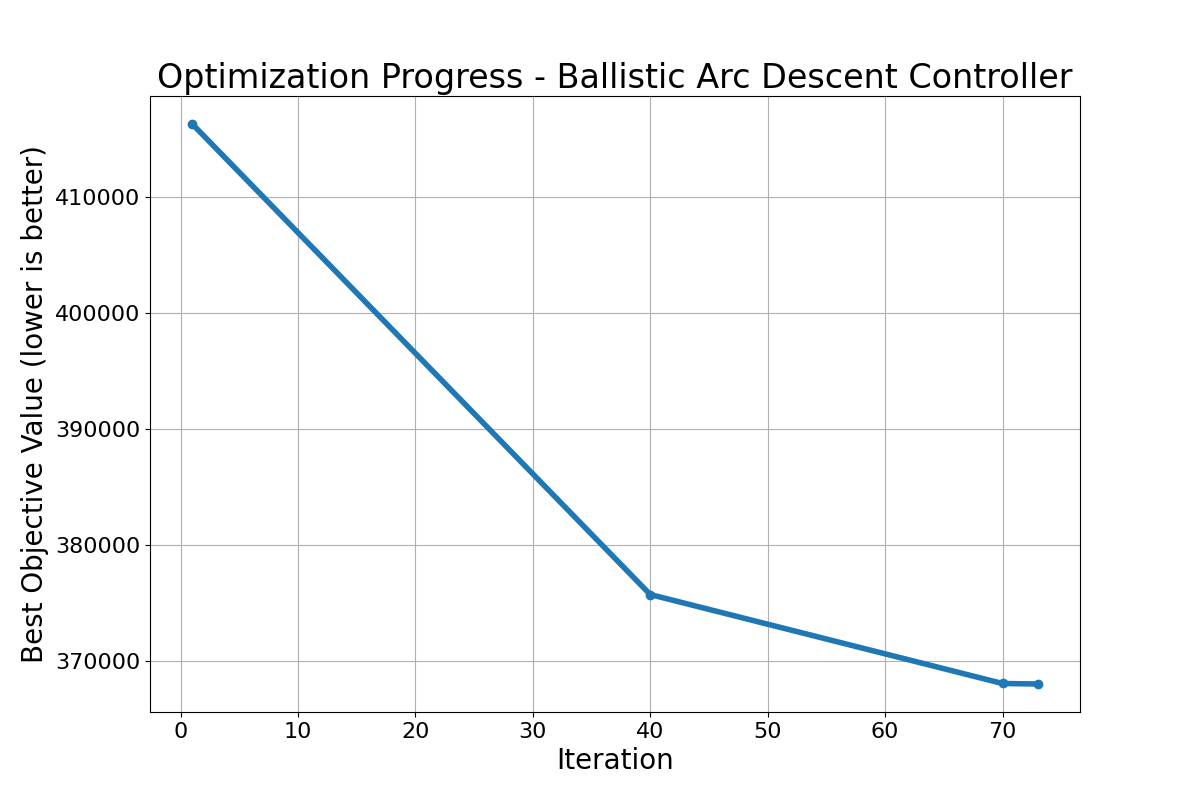 Optimization Progress - Ballistic Arc Descent Controller
Best Objective Value (lower is better)
410000
400000
390000
380000
370000
0 10 20 30 40 50 60 70
Iteration